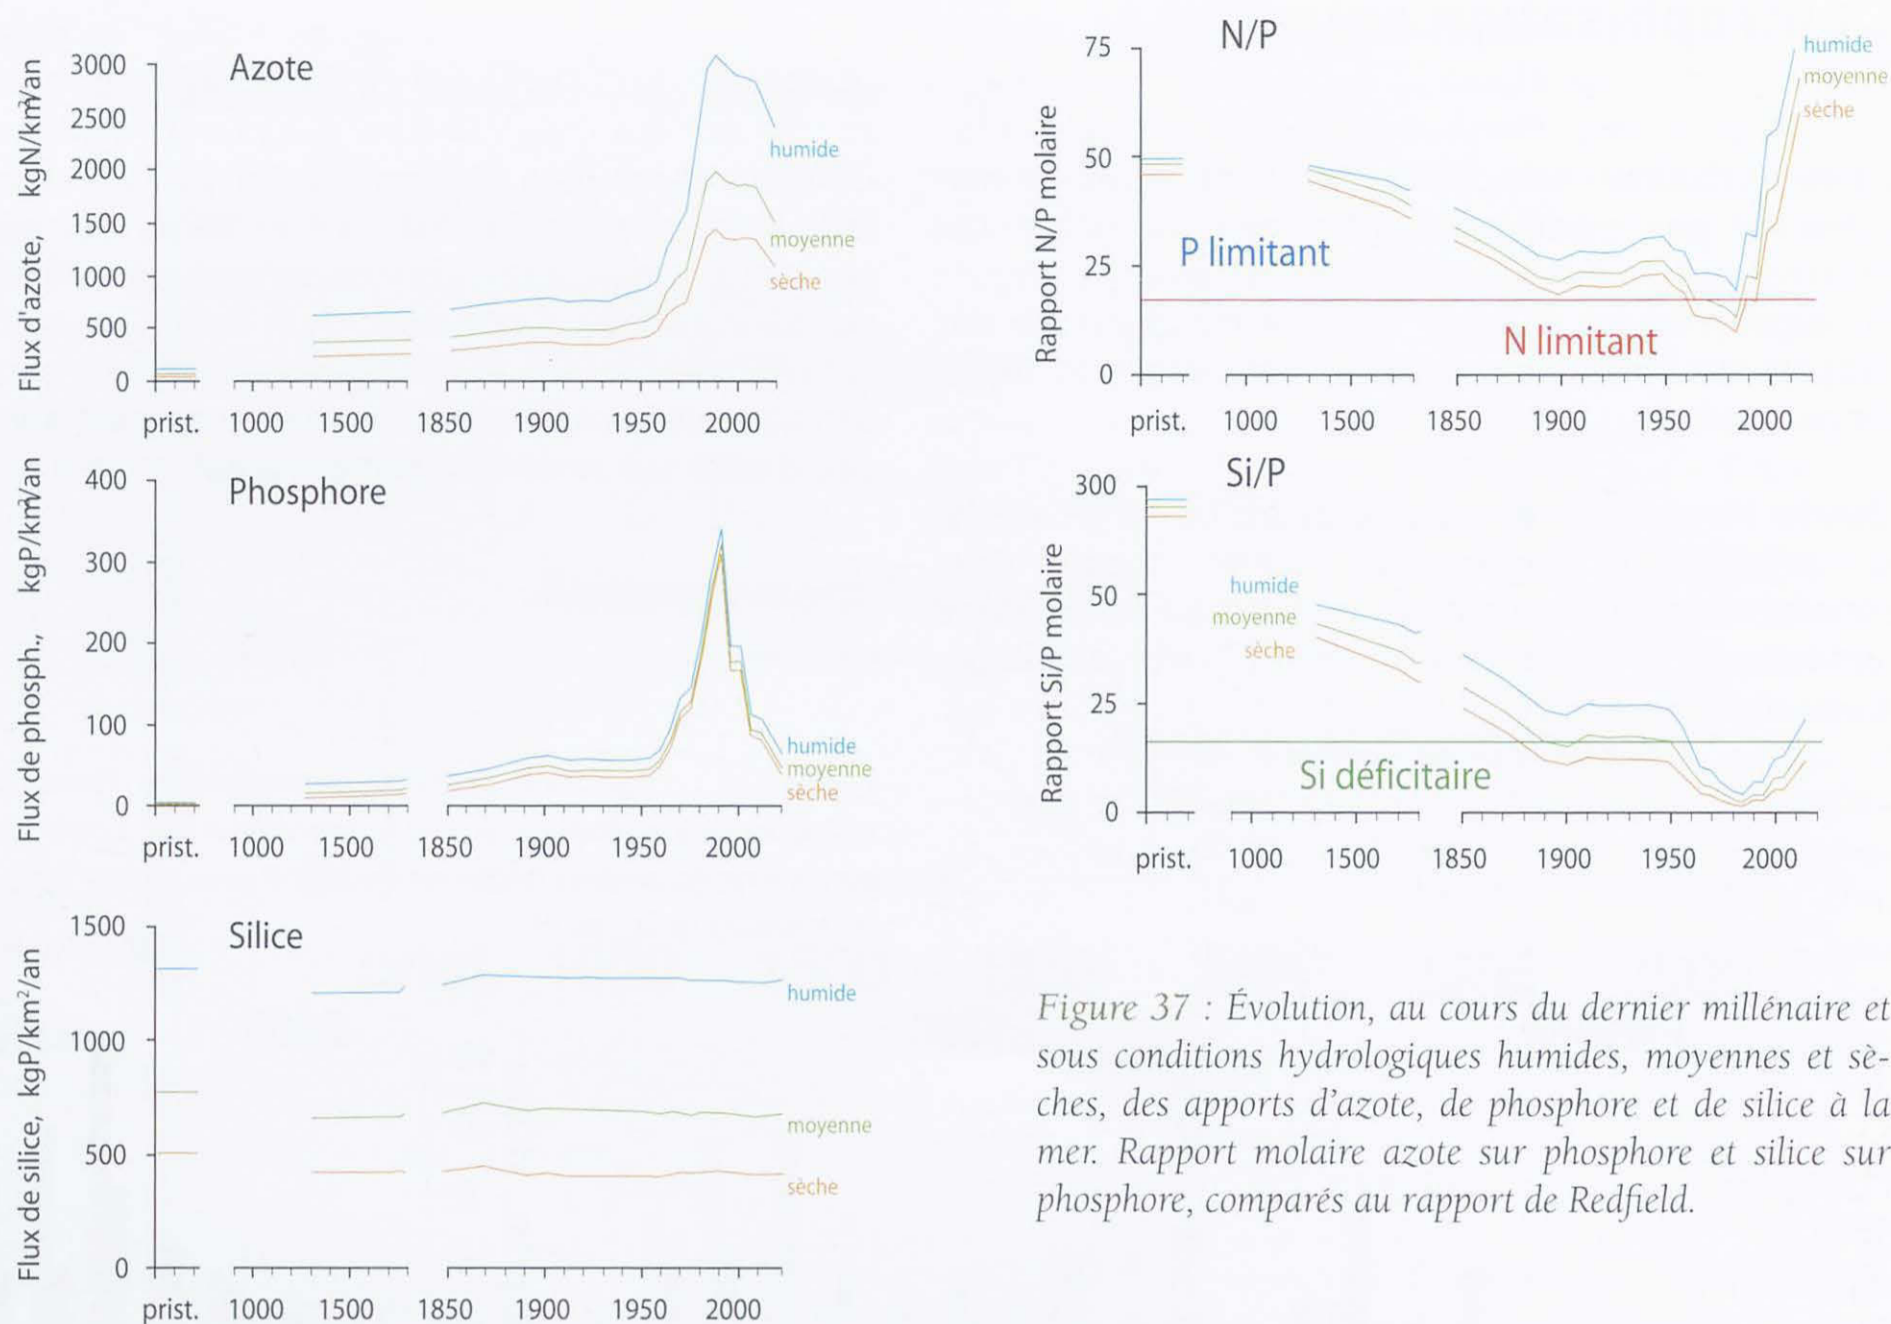 Azote
Flux d'azote, kgN/km²/an
3000
2500
2000
1500
1000
500
0
humide
moyenne
sèche
prist. 1000 1500 1850 1900 1950 2000
Phosphore
Flux de phosph., kgP/km²/an
400
300
200
100
0
humide
moyenne
sèche
prist. 1000 1500 1850 1900 1950 2000
Silice
Flux de silice, kgP/km²/an
1500
1000
500
0
humide
moyenne
sèche
prist. 1000 1500 1850 1900 1950 2000
N/P
Rapport N/P molaire
75
50
25
0
humide
moyenne
sèche
P limitant
N limitant
prist. 1000 1500 1850 1900 1950 2000
Si/P
Rapport Si/P molaire
300
50
25
0
humide
moyenne
sèche
Si déficitaire
prist. 1000 1500 1850 1900 1950 2000
Figure 37 : Évolution, au cours du dernier millénaire et
sous conditions hydrologiques humides, moyennes et sè-
ches, des apports d'azote, de phosphore et de silice à la
mer. Rapport molaire azote sur phosphore et silice sur
phosphore, comparés au rapport de Redfield.